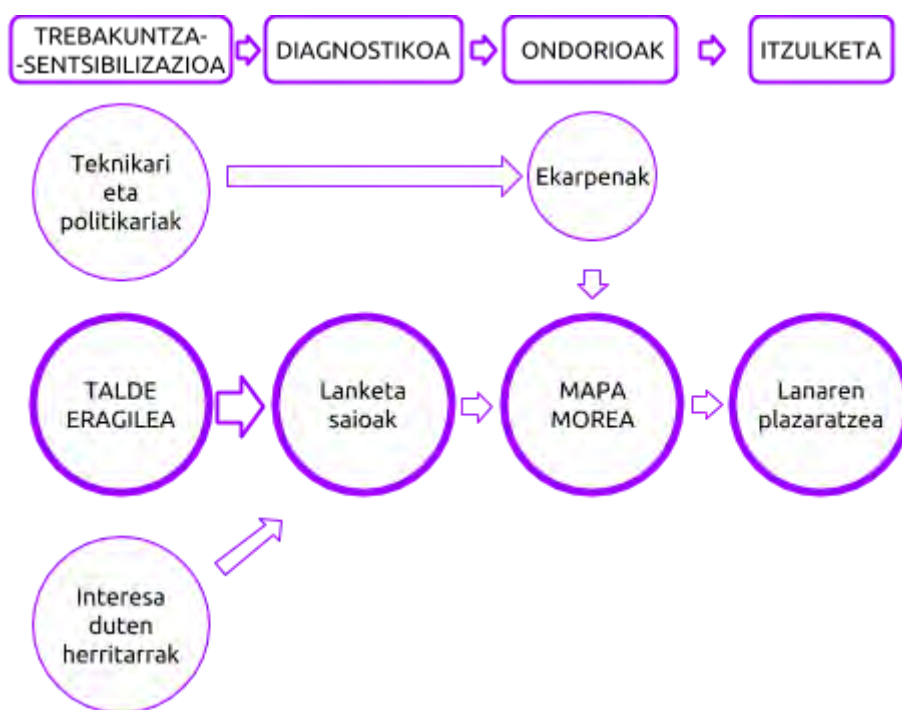 TREBAKUNTZA-
-SENTSIBILIZAZIOA
DIAGNOSTIKOA
ONDORIOAK
ITZULKETA
Teknikari
eta
politikariak
Ekarpenak
TALDE
ERAGILEA
Lanketa
saioak
MAPA
MOREA
Lanaren
plazaratzea
Interesa
duten
herritarrak